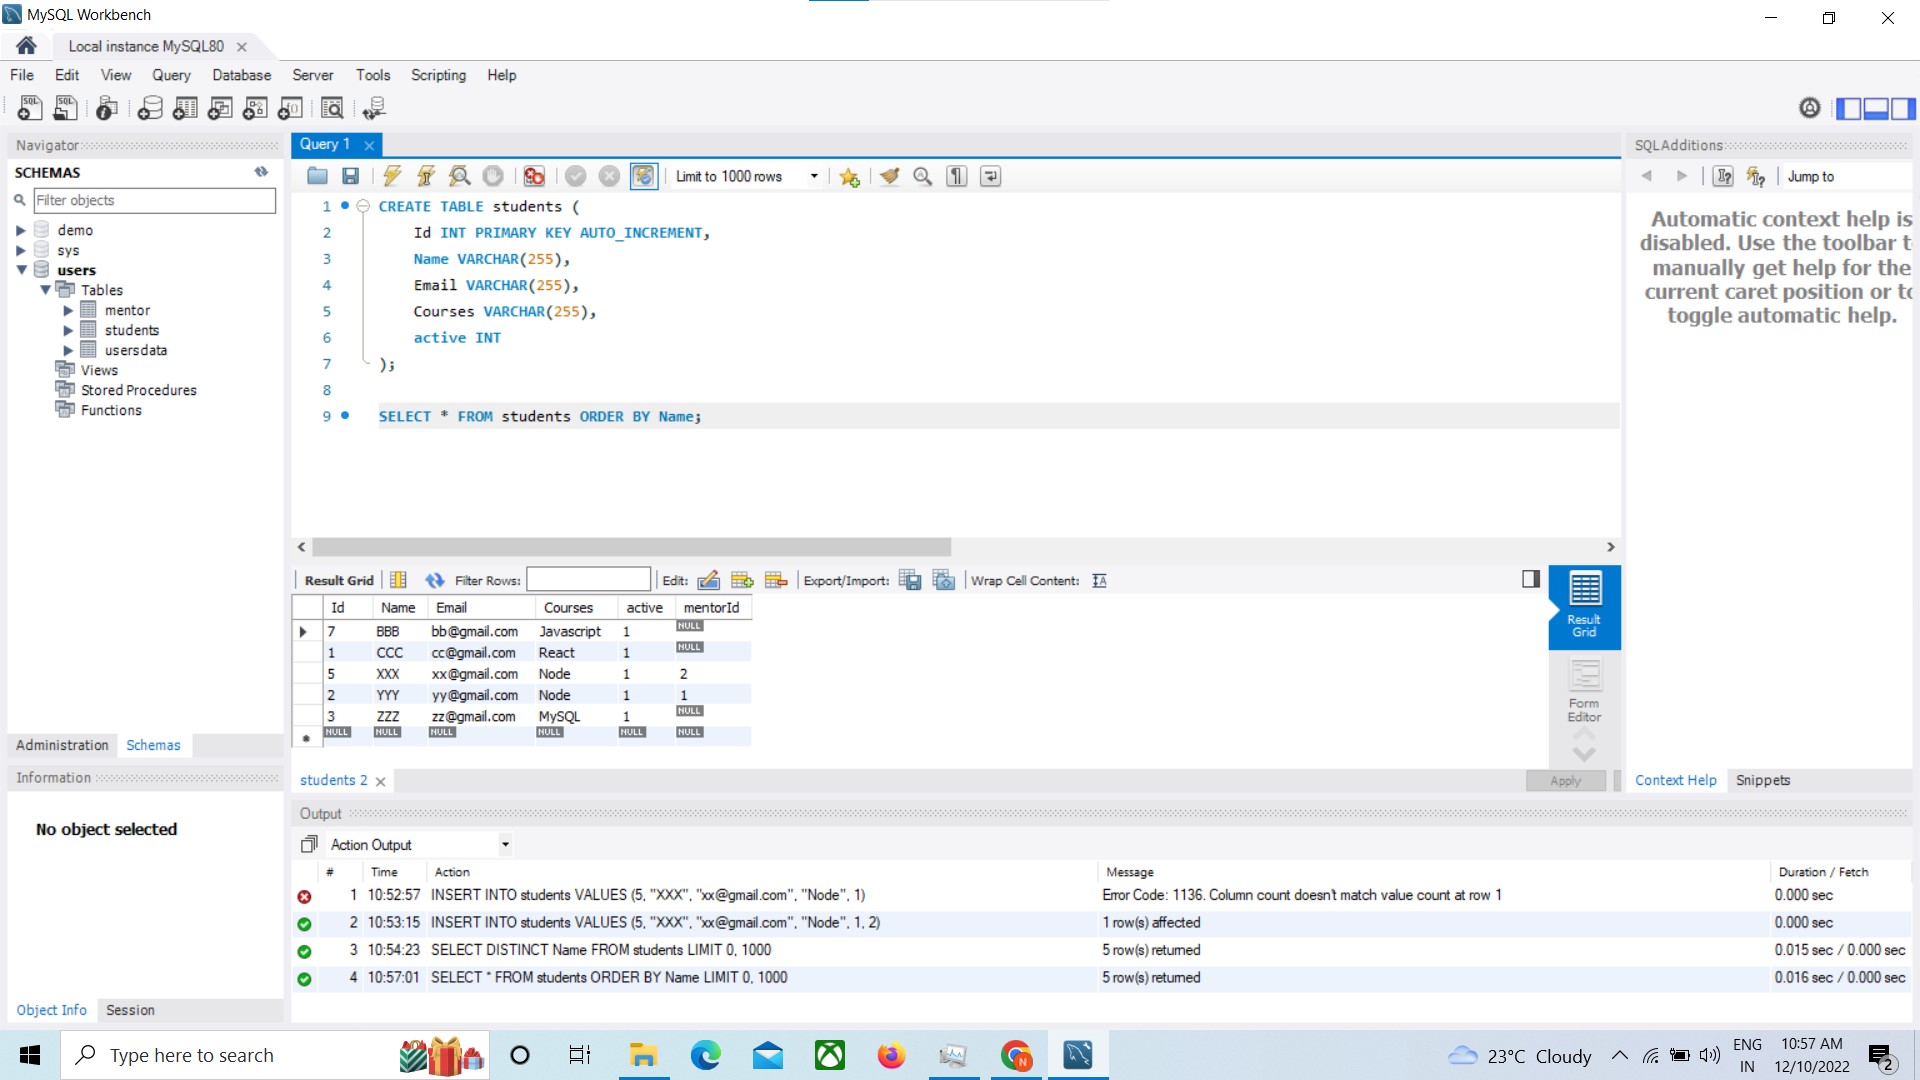 MySQL Workbench
Local instance MySQL80
File Edit View Query Database Server Tools Scripting Help
Navigator
SCHEMAS
Filter objects
demo
sys
users
Tables
mentor
students
usersdata
Views
Stored Procedures
Functions
Administration Schemas
Information
No object selected
Object Info Session
Query 1
Limit to 1000 rows
1 CREATE TABLE students (
2 Id INT PRIMARY KEY AUTO_INCREMENT,
3 Name VARCHAR(255),
4 Email VARCHAR(255),
5 Courses VARCHAR(255),
6 active INT
7 );
8
9 SELECT * FROM students ORDER BY Name;
Result Grid Filter Rows: Edit: Export/Import: Wrap Cell Content:
Id Name Email Courses active mentorId
7 BBB bb@gmail.com Javascript 1 NULL
1 CCC cc@gmail.com React 1 NULL
5 XXX xx@gmail.com Node 1 2
2 YYY yy@gmail.com Node 1 1
3 ZZZ zz@gmail.com MySQL 1 NULL
NULL NULL NULL NULL NULL NULL
Result
Grid
Form
Editor
students 2
Apply
SQLAdditions
Jump to
Automatic context help is
disabled. Use the toolbar t
manually get help for the
current caret position or to
toggle automatic help.
Context Help Snippets
Output
Action Output
# Time Action Message Duration / Fetch
1 10:52:57 INSERT INTO students VALUES (5, "XXX", "xx@gmail.com", "Node", 1) Error Code: 1136. Column count doesn't match value count at row 1 0.000 sec
2 10:53:15 INSERT INTO students VALUES (5, "XXX", "xx@gmail.com", "Node", 1, 2) 1 row(s) affected 0.000 sec
3 10:54:23 SELECT DISTINCT Name FROM students LIMIT 0, 1000 5 row(s) returned 0.015 sec / 0.000 sec
4 10:57:01 SELECT * FROM students ORDER BY Name LIMIT 0, 1000 5 row(s) returned 0.016 sec / 0.000 sec
Type here to search
23°C Cloudy
ENG
IN
10:57 AM
12/10/2022
2